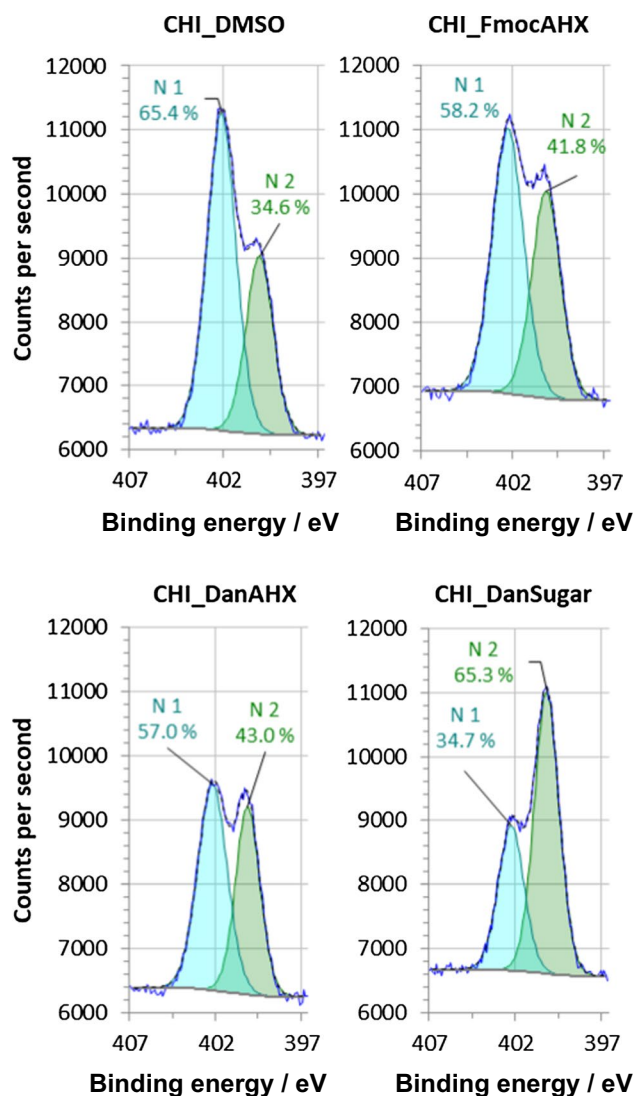 CHI_DMSO
12000
11000
10000
9000
8000
7000
6000
Counts per second
N 1
65.4 %
N 2
34.6 %
407
402
397
Binding energy / eV
CHI_FmocAHX
12000
11000
10000
9000
8000
7000
6000
N 1
58.2 %
N 2
41.8 %
407
402
397
Binding energy / eV
CHI_DanAHX
12000
11000
10000
9000
8000
7000
6000
Counts per second
N 1
57.0 %
N 2
43.0 %
407
402
397
Binding energy / eV
CHI_DanSugar
12000
11000
10000
9000
8000
7000
6000
N 2
65.3 %
N 1
34.7 %
407
402
397
Binding energy / eV